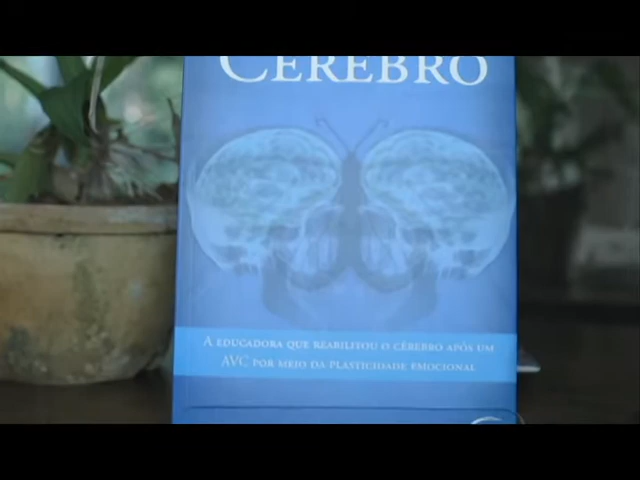 CÉREBRO
A EDUCADORA QUE REABILITOU O CÉREBRO APÓS UM
AVC POR MEIO DA PLASTICIDADE EMOCIONAL